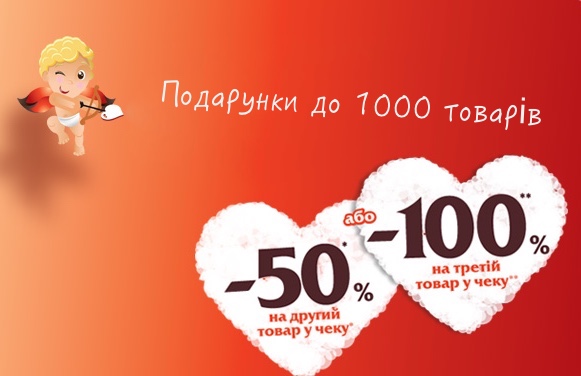 Подарунки до 1000 товарів
-50*%
на другий
товар у чеку*
або
-100**%
на третій
товар у чеку**